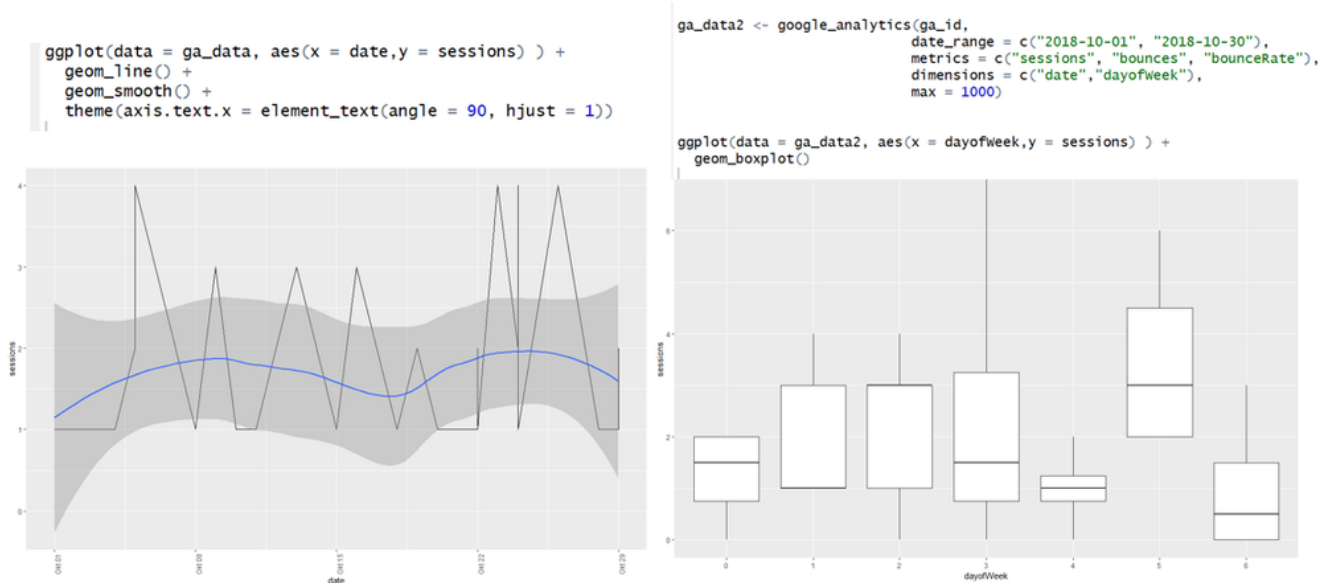 ggplot(data = ga_data, aes(x = date,y = sessions) ) +
geom_line() +
geom_smooth() +
theme(axis.text.x = element_text(angle = 90, hjust = 1))
4
3
2
1
0
sessions
Okt 01
Okt 08
Okt 15
Okt 22
Okt 29
date
ga_data2 <- google_analytics(ga_id,
date_range = c("2018-10-01", "2018-10-30"),
metrics = c("sessions", "bounces", "bounceRate"),
dimensions = c("date","dayofWeek"),
max = 1000)
ggplot(data = ga_data2, aes(x = dayofWeek,y = sessions) ) +
geom_boxplot()
6
4
2
0
sessions
0 1 2 3 4 5 6
dayofWeek